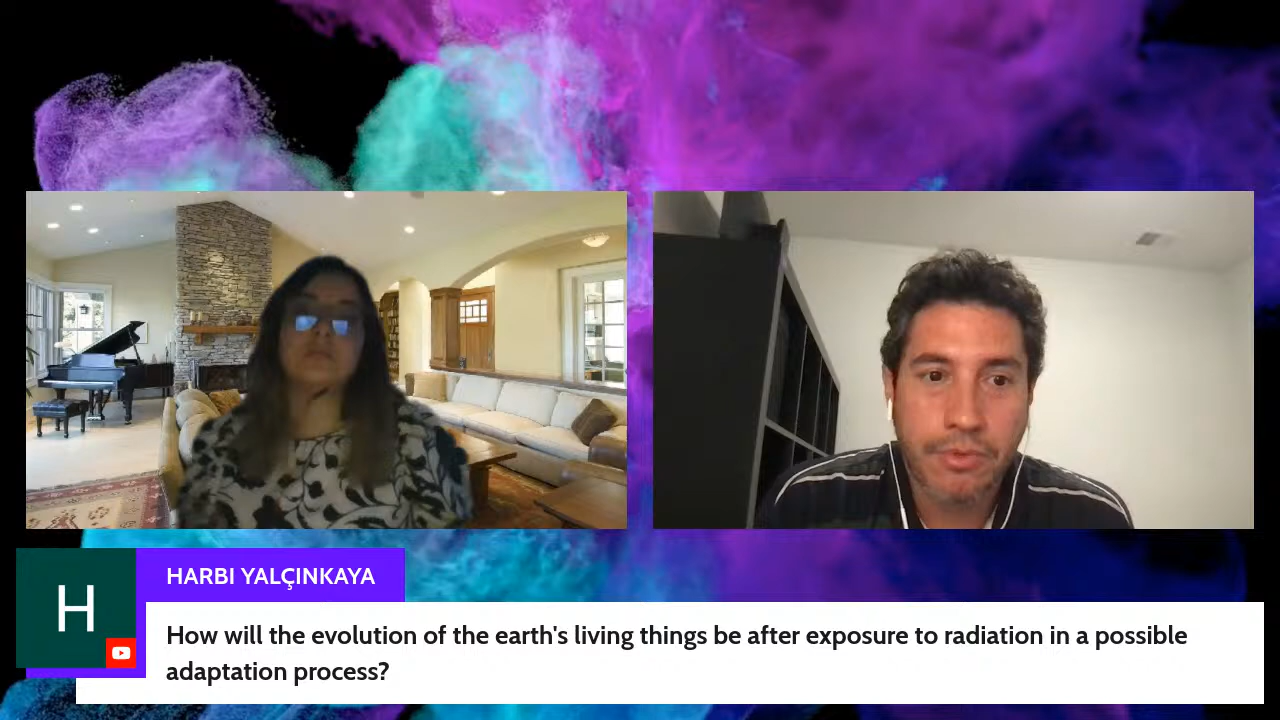 H
HARBI YALÇINKAYA
How will the evolution of the earth's living things be after exposure to radiation in a possible
adaptation process?